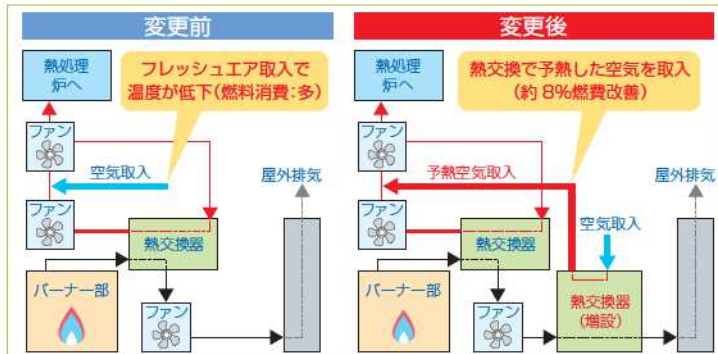 変更前
熱処理
炉へ
フレッシュエア取入で
温度が低下(燃料消費:多)
ファン
空気取入
屋外排気
ファン
熱交換器
バーナー部
ファン
変更後
熱処理
炉へ
熱交換で予熱した空気を取入
(約8%燃費改善)
ファン
予熱空気取入
屋外排気
ファン
空気取入
熱交換器
バーナー部
ファン
熱交換器
(増設)